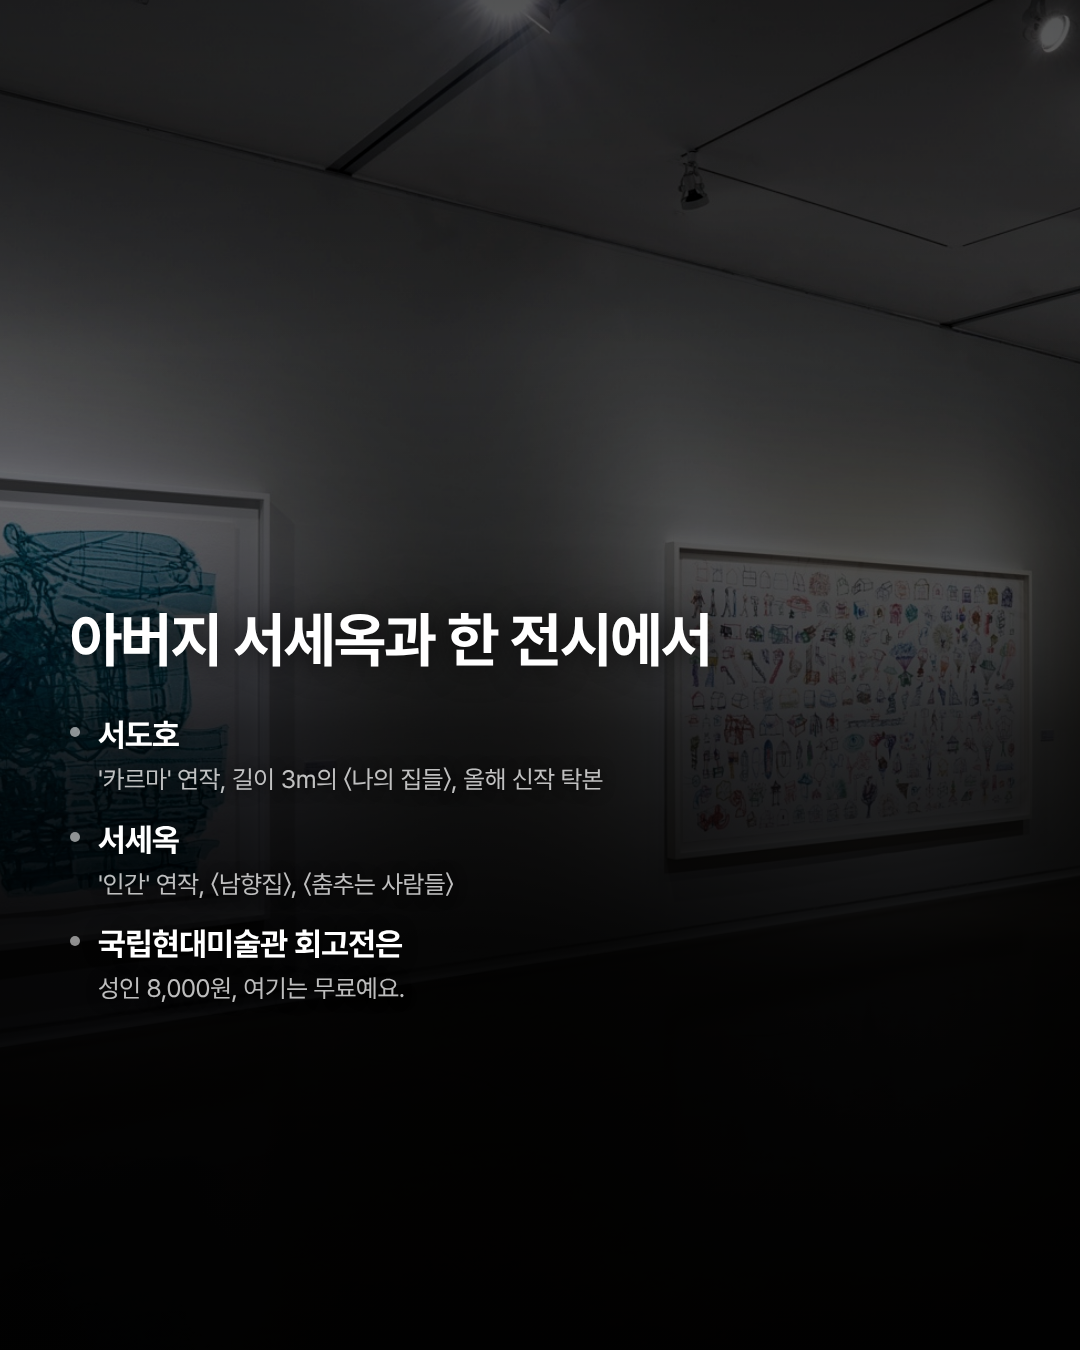 아버지 서세옥과 한 전시에서
• 서도호
'카르마' 연작, 길이 3m의 〈나의 집들〉, 올해 신작 탁본
• 서세옥
'인간' 연작, 〈남향집〉, 〈춤추는 사람들〉
• 국립현대미술관 회고전은
성인 8,000원, 여기는 무료예요.